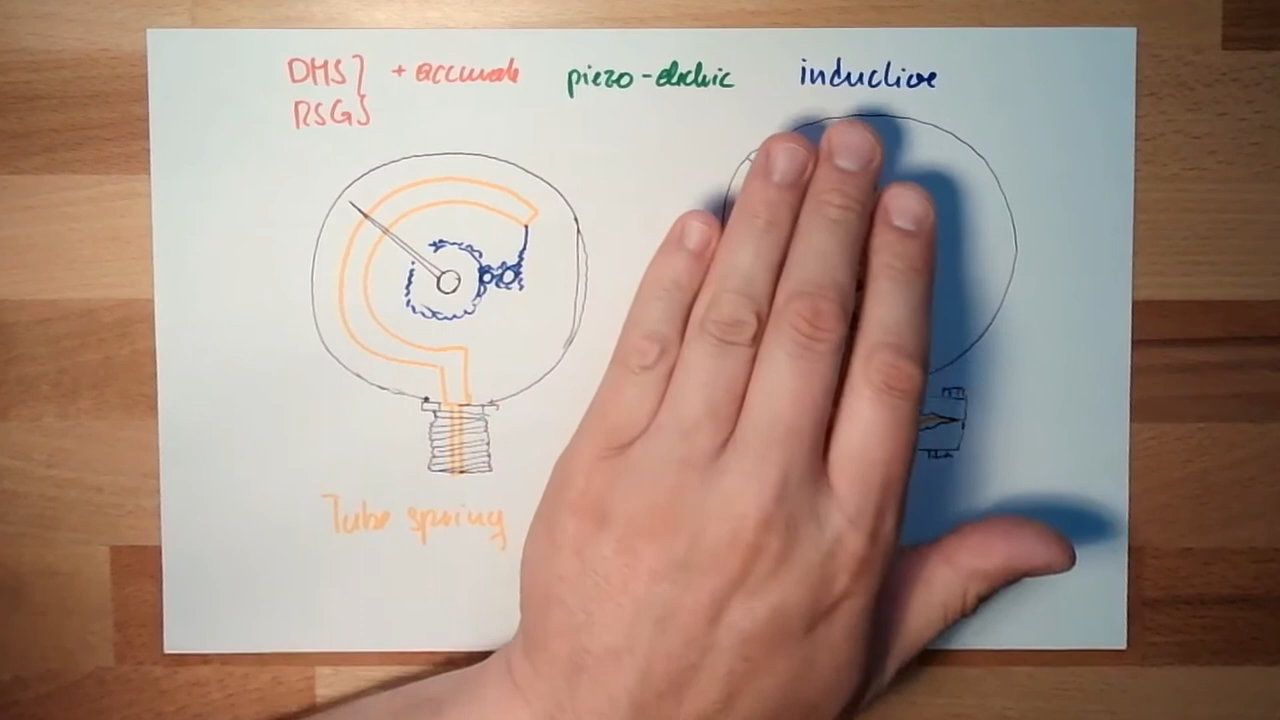 DMS} + accurate piezo-electric inductive
RSG}
Tube spring